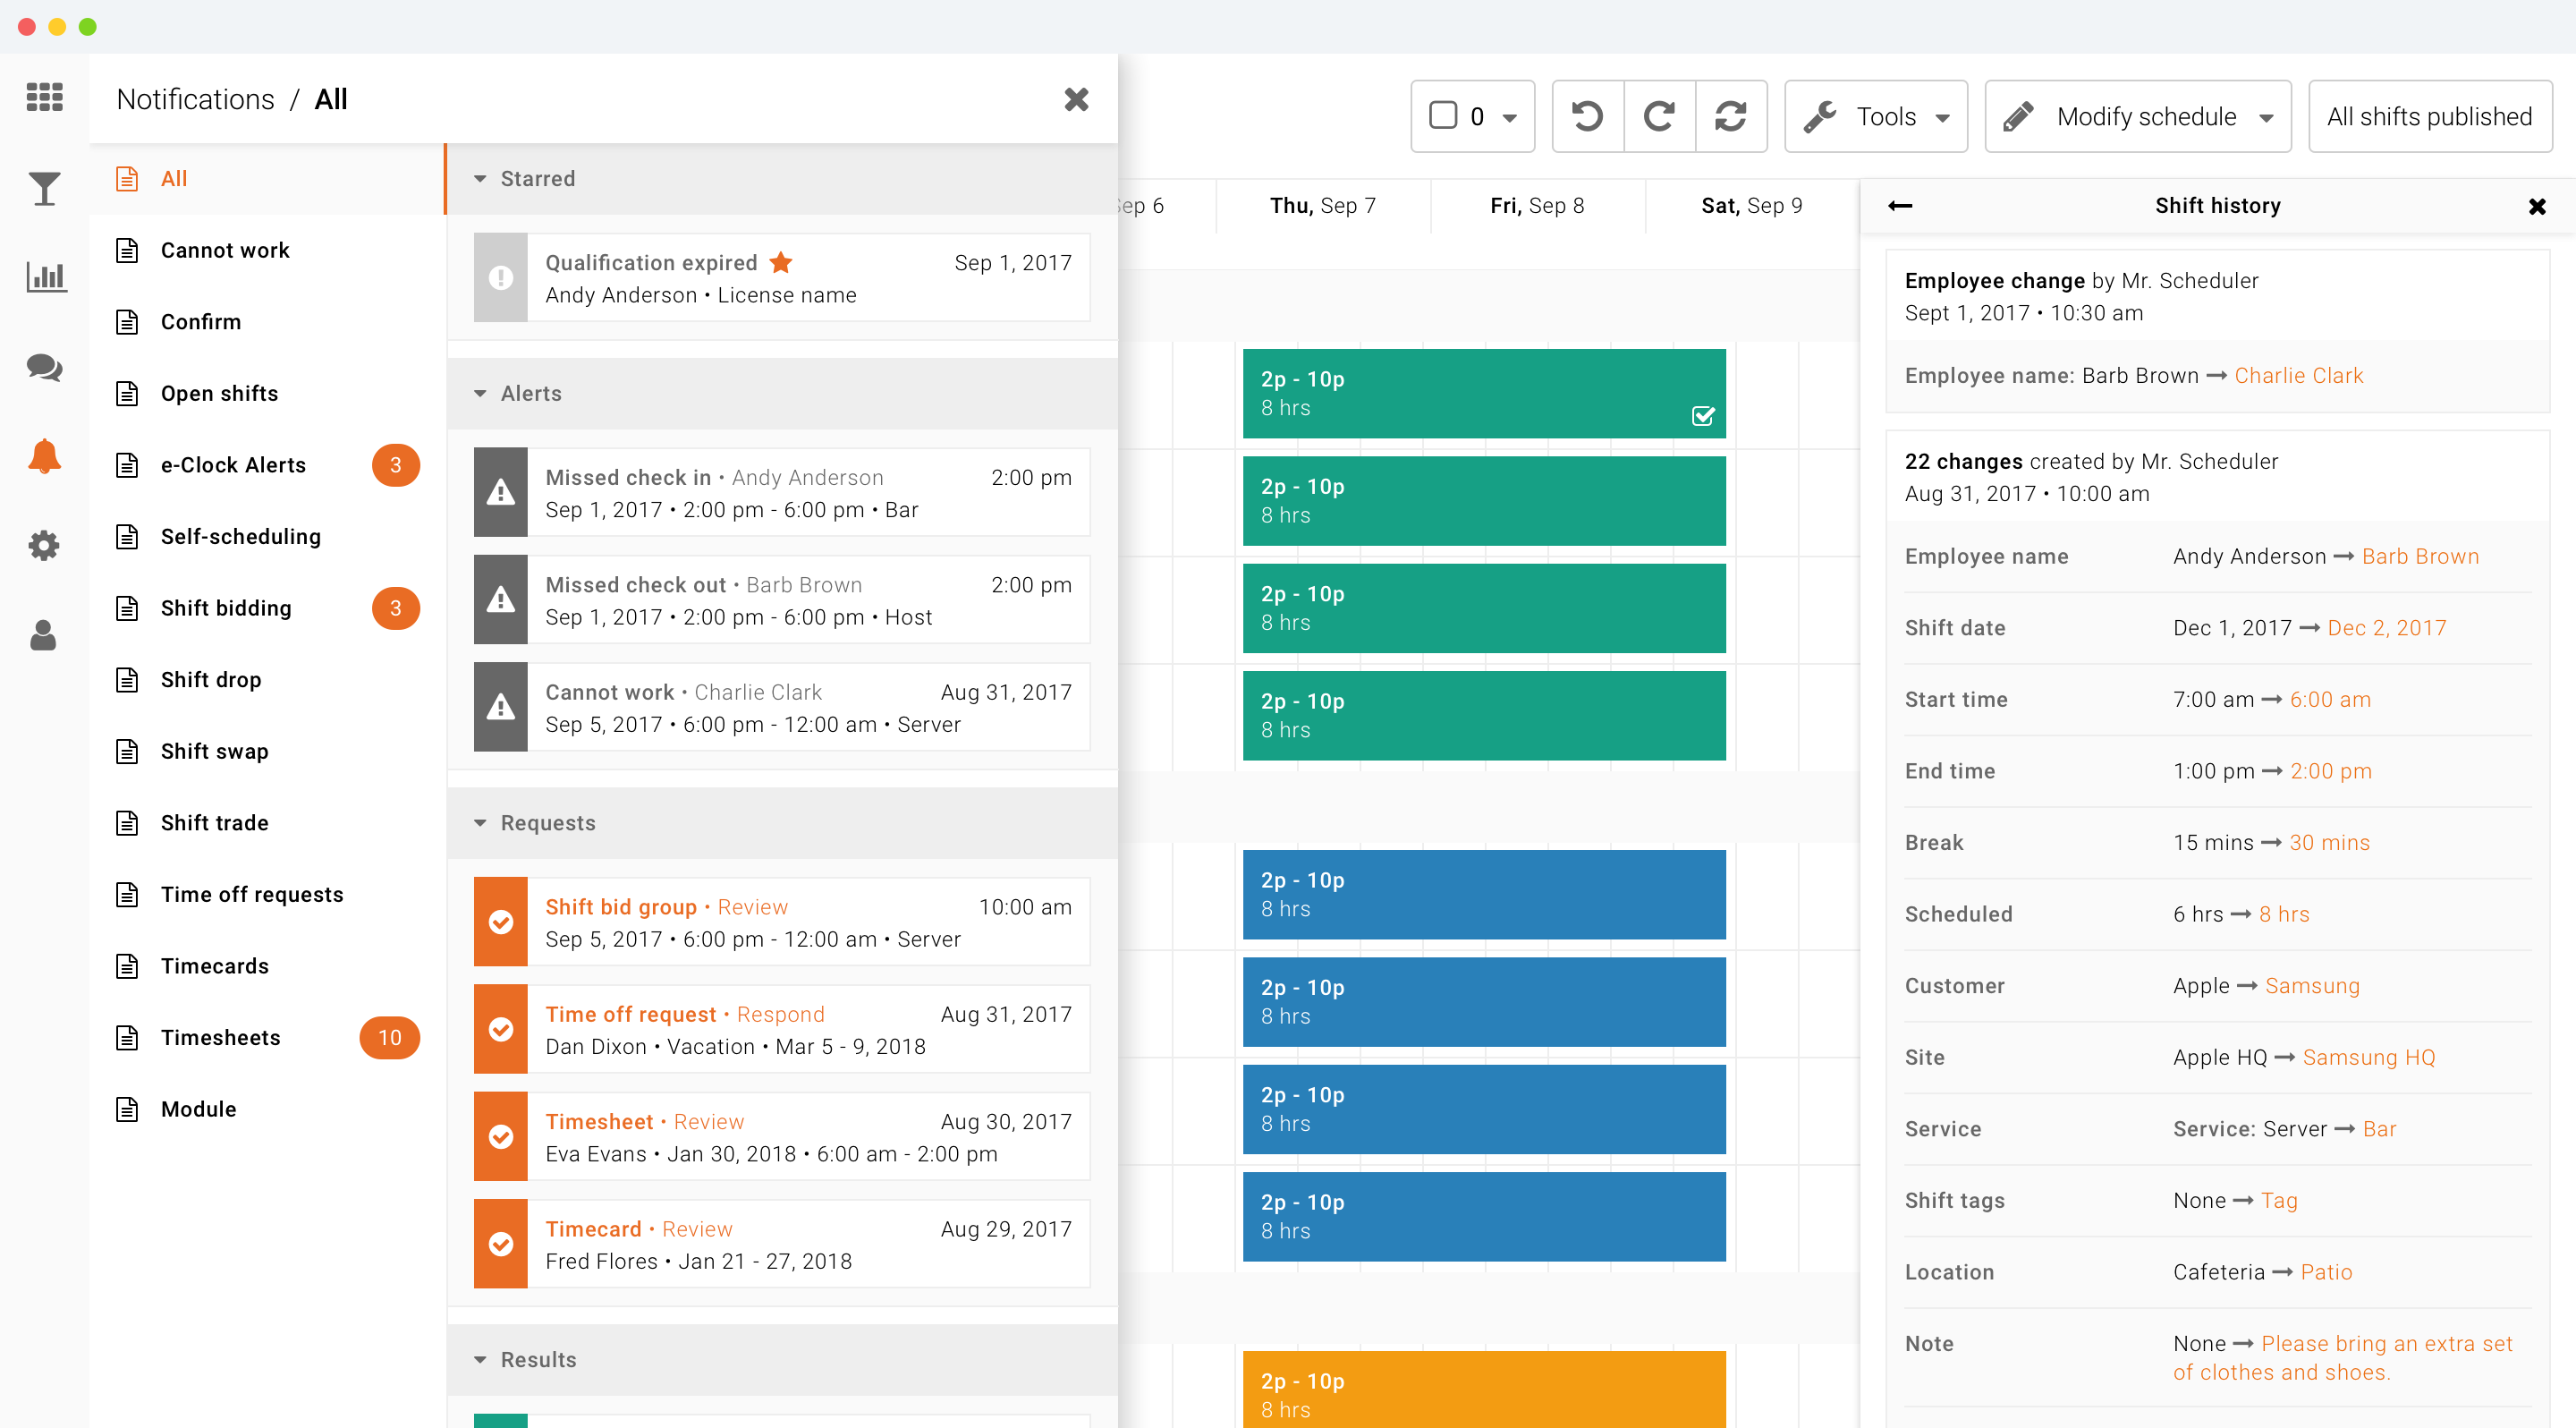 Notifications / All
All
Cannot work
Confirm
Open shifts
e-Clock Alerts 3
Self-scheduling
Shift bidding 3
Shift drop
Shift swap
Shift trade
Time off requests
Timecards
Timesheets 10
Module
Starred
Qualification expired Sep 1, 2017
Andy Anderson • License name
Alerts
Missed check in • Andy Anderson 2:00 pm
Sep 1, 2017 • 2:00 pm - 6:00 pm • Bar
Missed check out • Barb Brown 2:00 pm
Sep 1, 2017 • 2:00 pm - 6:00 pm • Host
Cannot work • Charlie Clark Aug 31, 2017
Sep 5, 2017 • 6:00 pm - 12:00 am • Server
Requests
Shift bid group • Review 10:00 am
Sep 5, 2017 • 6:00 pm - 12:00 am • Server
Time off request • Respond Aug 31, 2017
Dan Dixon • Vacation • Mar 5 - 9, 2018
Timesheet • Review Aug 30, 2017
Eva Evans • Jan 30, 2018 • 6:00 am - 2:00 pm
Timecard • Review Aug 29, 2017
Fred Flores • Jan 21 - 27, 2018
Results
0
Tools
Modify schedule
All shifts published
Sep 6
Thu, Sep 7
Fri, Sep 8
Sat, Sep 9
2p - 10p
8 hrs
2p - 10p
8 hrs
2p - 10p
8 hrs
2p - 10p
8 hrs
2p - 10p
8 hrs
2p - 10p
8 hrs
2p - 10p
8 hrs
2p - 10p
8 hrs
2p - 10p
8 hrs
Shift history
Employee change by Mr. Scheduler
Sept 1, 2017 • 10:30 am
Employee name: Barb Brown → Charlie Clark
22 changes created by Mr. Scheduler
Aug 31, 2017 • 10:00 am
Employee name Andy Anderson → Barb Brown
Shift date Dec 1, 2017 → Dec 2, 2017
Start time 7:00 am → 6:00 am
End time 1:00 pm → 2:00 pm
Break 15 mins → 30 mins
Scheduled 6 hrs → 8 hrs
Customer Apple → Samsung
Site Apple HQ → Samsung HQ
Service Service: Server → Bar
Shift tags None → Tag
Location Cafeteria → Patio
Note None → Please bring an extra set
of clothes and shoes.